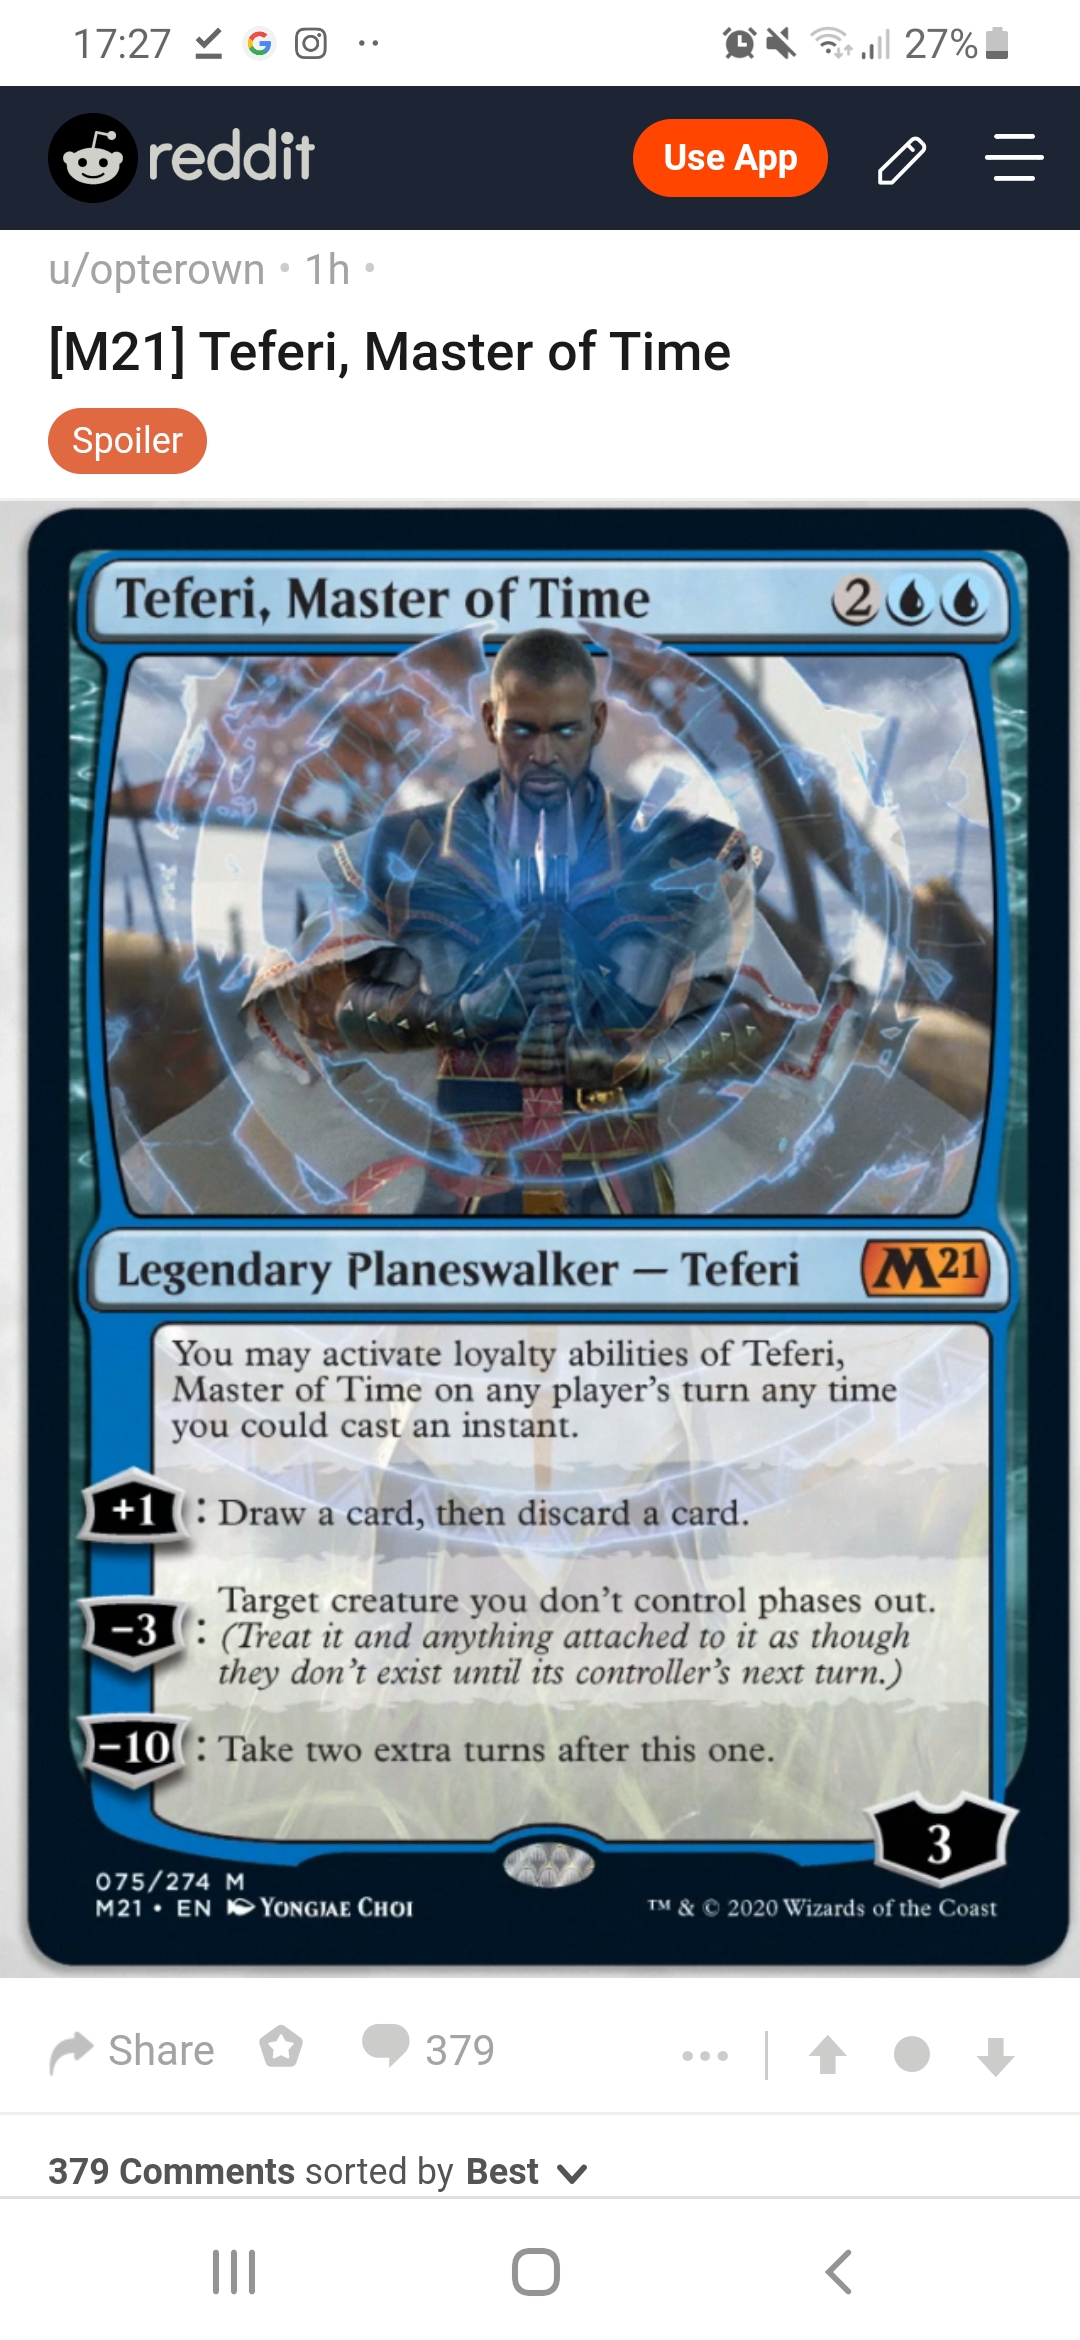 17:27 27%
reddit Use App
u/opterown • 1h •
[M21] Teferi, Master of Time
Spoiler
Teferi, Master of Time 2
Legendary Planeswalker — Teferi M21
You may activate loyalty abilities of Teferi,
Master of Time on any player's turn any time
you could cast an instant.
+1 : Draw a card, then discard a card.
−3 : Target creature you don't control phases out.
(Treat it and anything attached to it as though
they don't exist until its controller's next turn.)
−10 : Take two extra turns after this one.
3
075/274 M
M21 • EN Yongjae Choi ™ & © 2020 Wizards of the Coast
Share 379
379 Comments sorted by Best